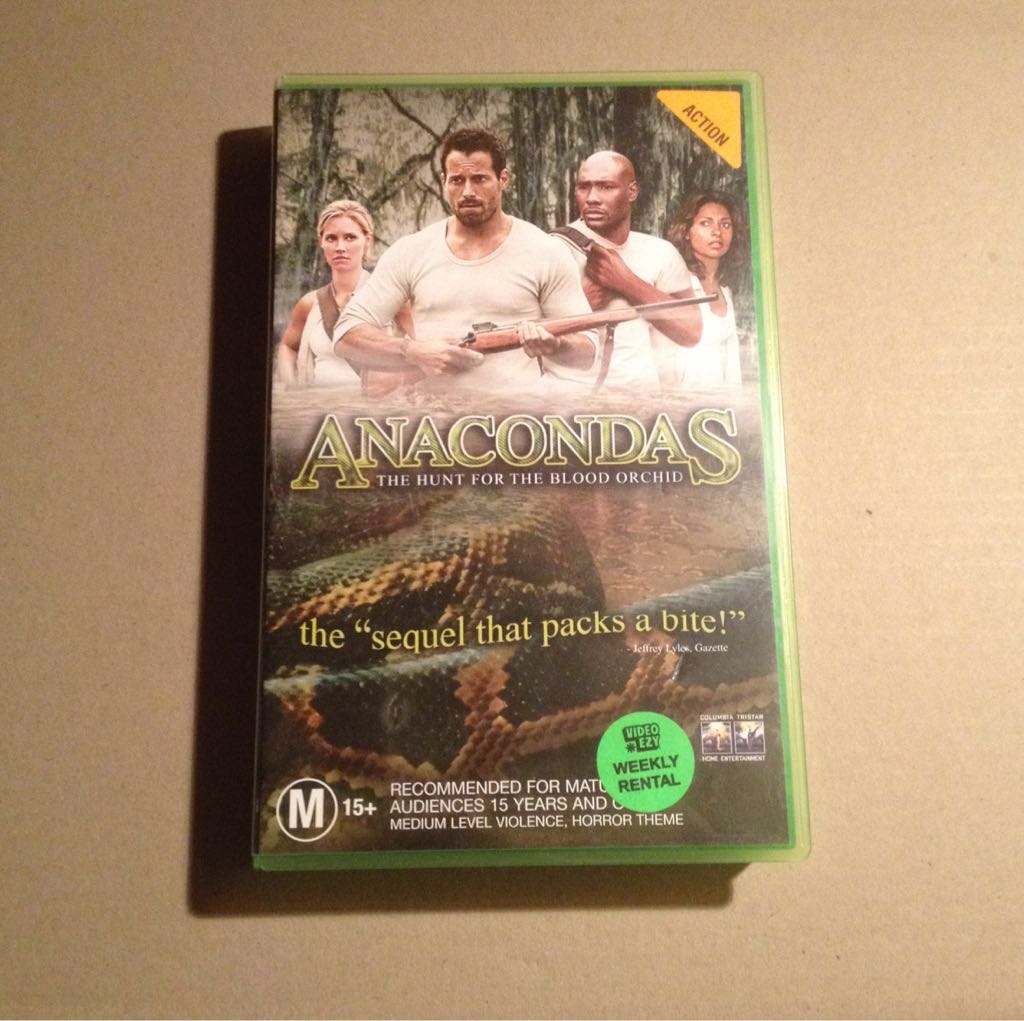 ACTION
ANACONDAS
THE HUNT FOR THE BLOOD ORCHID
the “sequel that packs a bite!”
- Jeffrey Lyles, Gazette
COLUMBIA TRISTAR
HOME ENTERTAINMENT
VIDEO
EZY
WEEKLY
RENTAL
M 15+
RECOMMENDED FOR MATU
AUDIENCES 15 YEARS AND O
MEDIUM LEVEL VIOLENCE, HORROR THEME